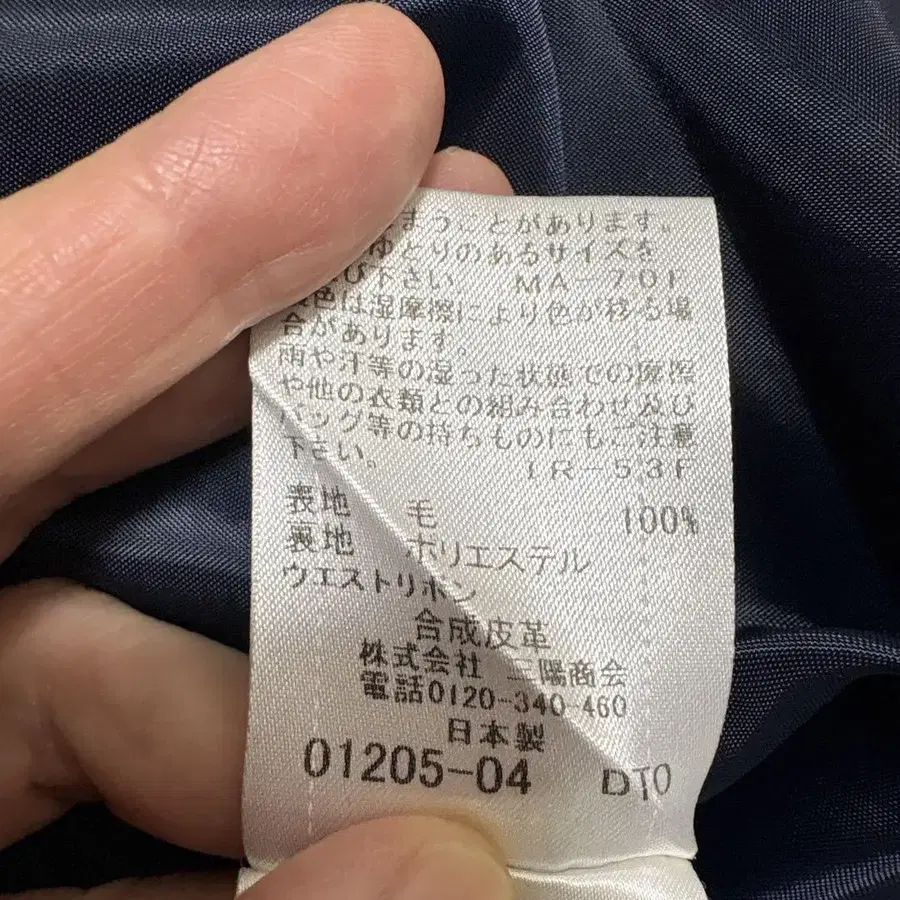 まうことがあります。
ゆとりのあるサイズを
び下さい MA-70F
色は湿摩擦により色が移る場
合があります。
雨や汗等の湿った状態での摩擦
や他の衣類との組み合わせ及び
ッグ等の持ちものにもご注意
下さい。 IR-53F
表地 毛 100%
裏地 ポリエステル
ウエストリボン
合成皮革
株式会社 三陽商会
電話0120-340-460
日本製
01205-04 DTO